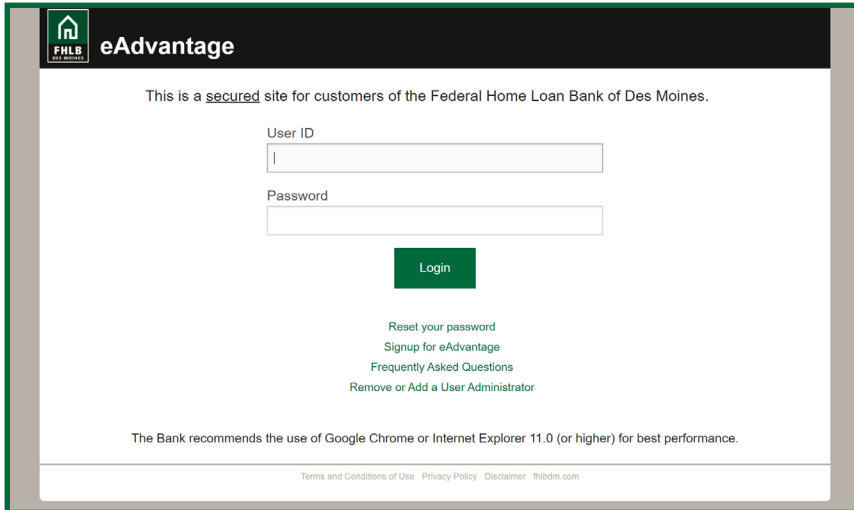 FHLB
DES MOINES
eAdvantage
This is a secured site for customers of the Federal Home Loan Bank of Des Moines.
User ID
Password
Login
Reset your password
Signup for eAdvantage
Frequently Asked Questions
Remove or Add a User Administrator
The Bank recommends the use of Google Chrome or Internet Explorer 11.0 (or higher) for best performance.
Terms and Conditions of Use Privacy Policy Disclaimer fhlbdm.com